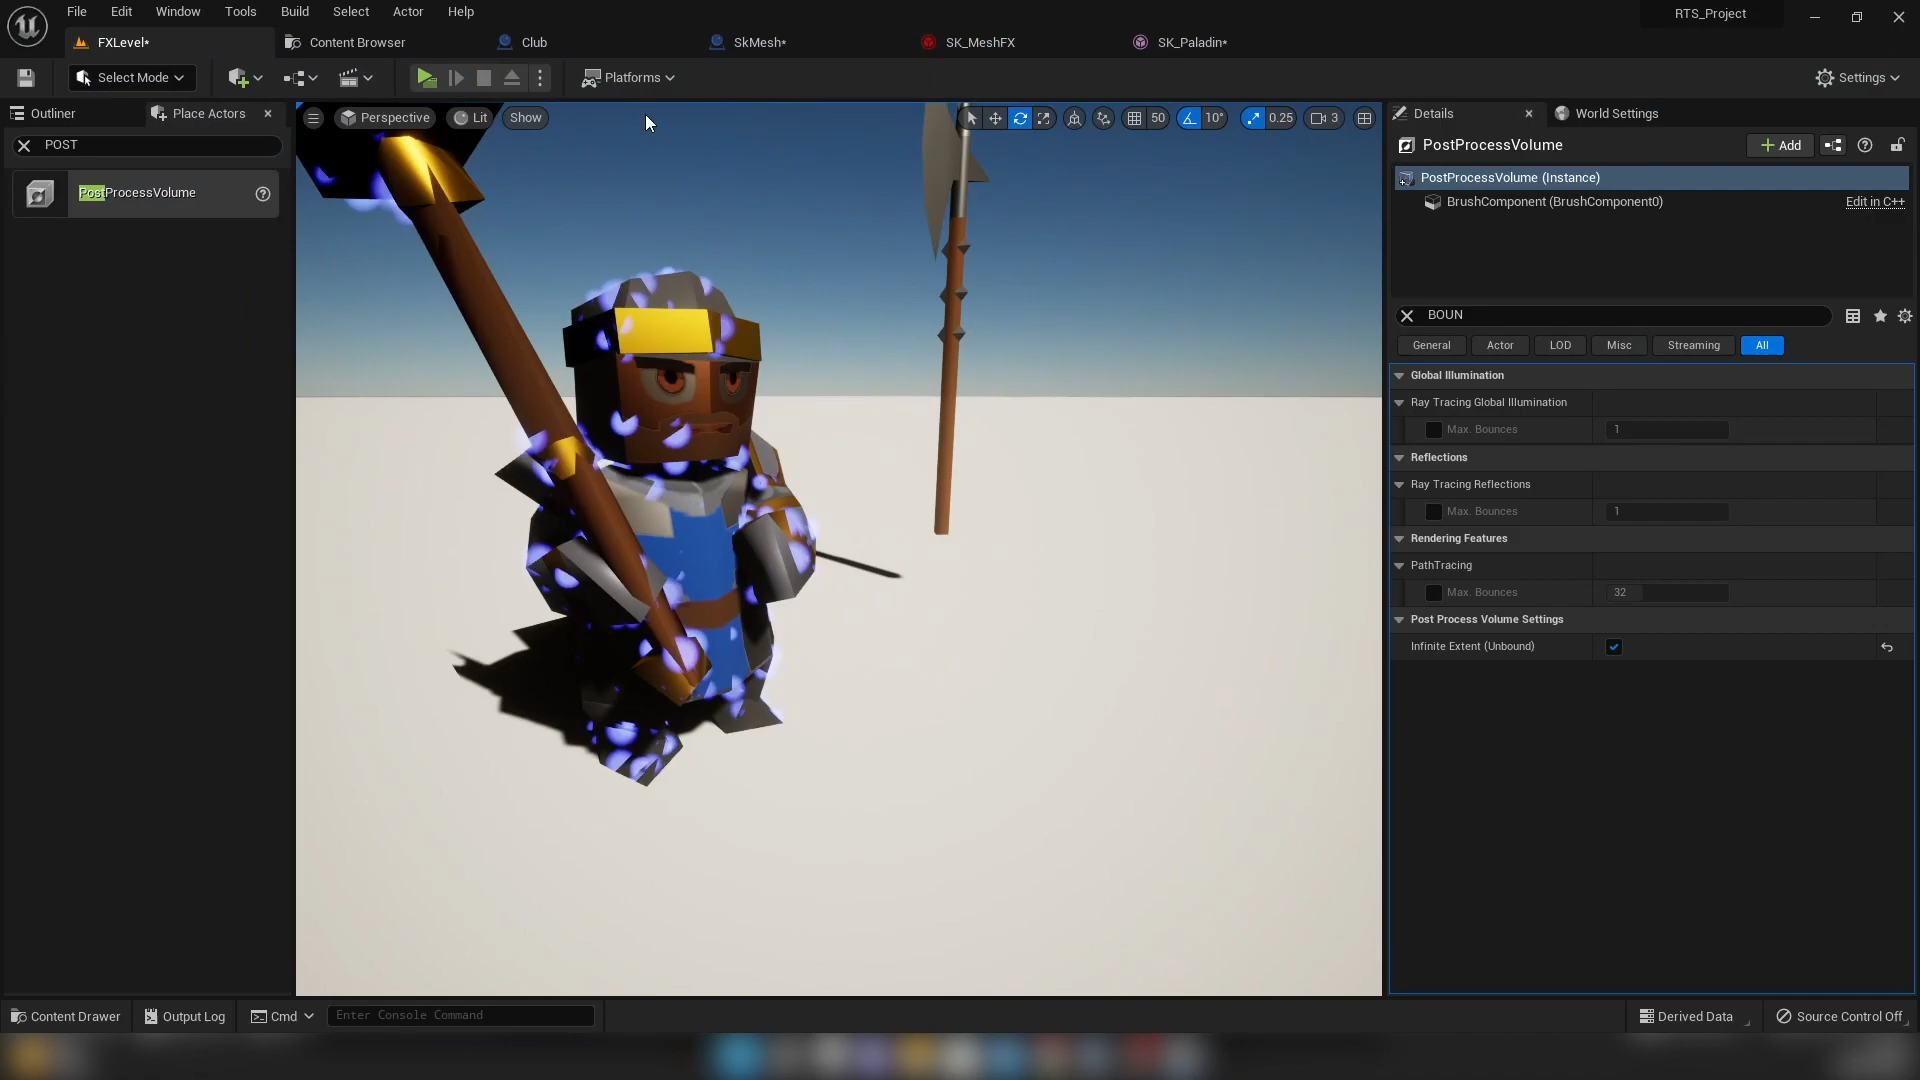 File Edit Window Tools Build Select Actor Help
RTS_Project
FXLevel*
Content Browser
Club
SkMesh*
SK_MeshFX
SK_Paladin*
Select Mode
Platforms
Settings
Outliner
Place Actors
POST
PostProcessVolume
Perspective
Lit
Show
50
10°
0.25
3
Details
World Settings
PostProcessVolume
Add
PostProcessVolume (Instance)
BrushComponent (BrushComponent0)
Edit in C++
BOUN
General
Actor
LOD
Misc
Streaming
All
Global Illumination
Ray Tracing Global Illumination
Max. Bounces
1
Reflections
Ray Tracing Reflections
Max. Bounces
1
Rendering Features
PathTracing
Max. Bounces
32
Post Process Volume Settings
Infinite Extent (Unbound)
Content Drawer
Output Log
Cmd
Enter Console Command
Derived Data
Source Control Off